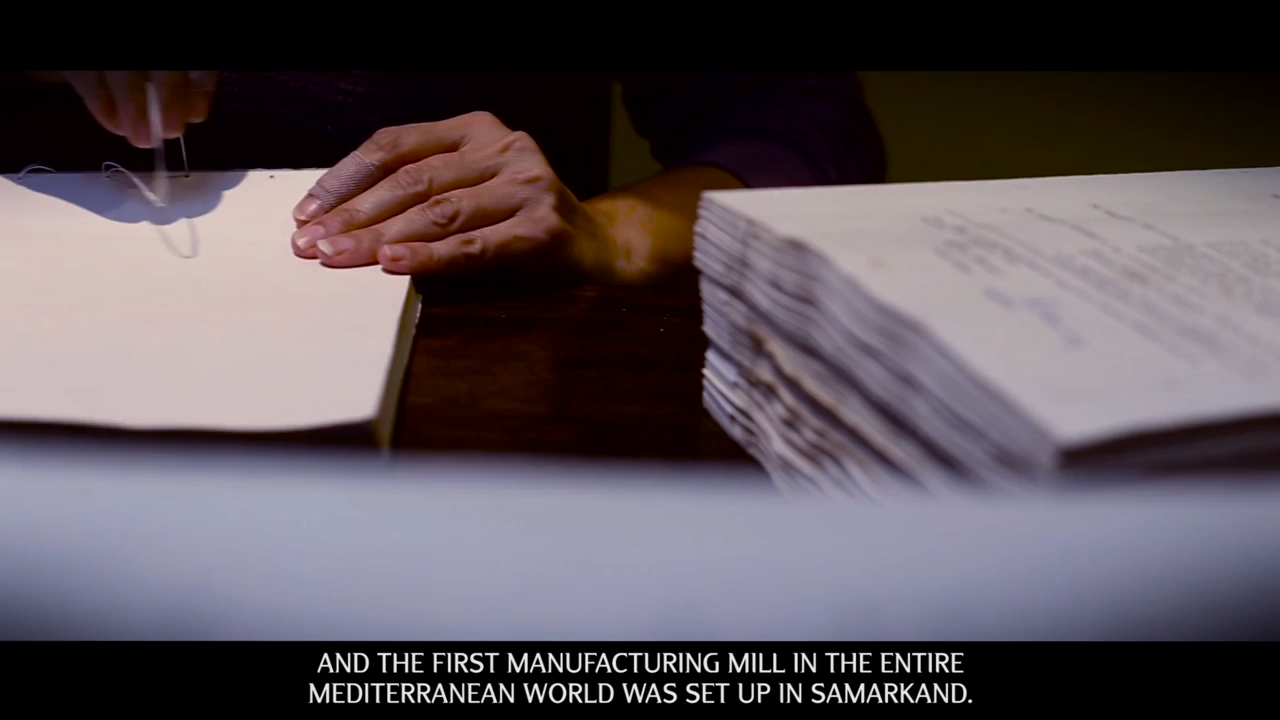 AND THE FIRST MANUFACTURING MILL IN THE ENTIRE
MEDITERRANEAN WORLD WAS SET UP IN SAMARKAND.